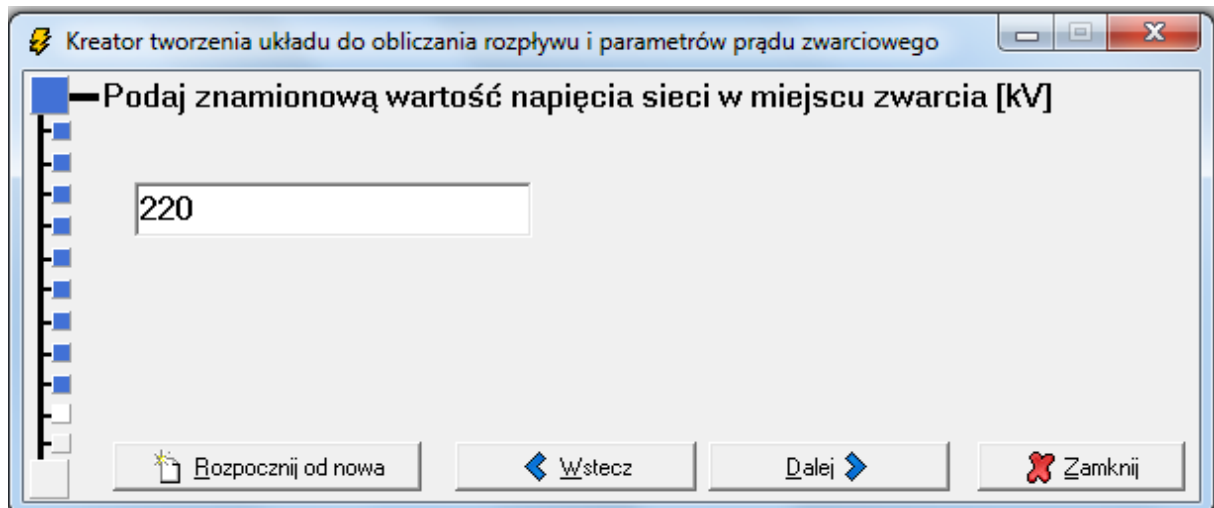 Kreator tworzenia układu do obliczania rozpływu i parametrów prądu zwarciowego
Podaj znamionową wartość napięcia sieci w miejscu zwarcia [kV]
220
Rozpocznij od nowa
Wstecz
Dalej
Zamknij